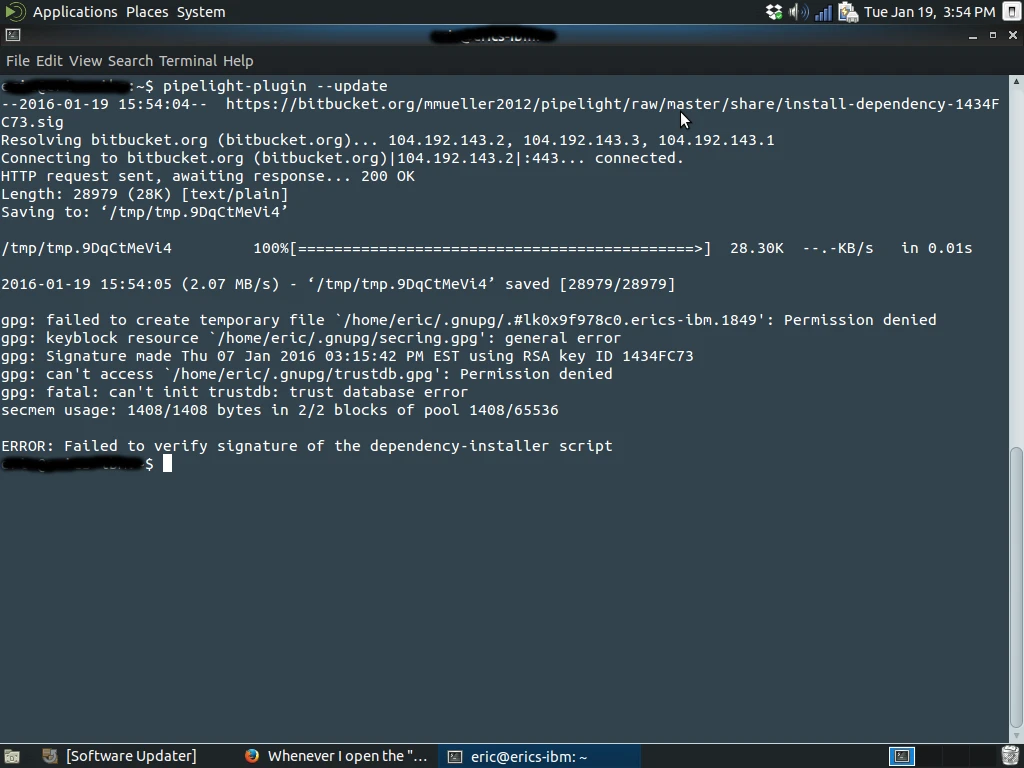 Applications Places System
Tue Jan 19, 3:54 PM
File Edit View Search Terminal Help
:~$ pipelight-plugin --update
--2016-01-19 15:54:04--  https://bitbucket.org/mmueller2012/pipelight/raw/master/share/install-dependency-1434F
C73.sig
Resolving bitbucket.org (bitbucket.org)... 104.192.143.2, 104.192.143.3, 104.192.143.1
Connecting to bitbucket.org (bitbucket.org)|104.192.143.2|:443... connected.
HTTP request sent, awaiting response... 200 OK
Length: 28979 (28K) [text/plain]
Saving to: ‘/tmp/tmp.9DqCtMeVi4’
/tmp/tmp.9DqCtMeVi4         100%[============================================>]  28.30K  --.-KB/s   in 0.01s
2016-01-19 15:54:05 (2.07 MB/s) - ‘/tmp/tmp.9DqCtMeVi4’ saved [28979/28979]
gpg: failed to create temporary file `/home/eric/.gnupg/.#lk0x9f978c0.erics-ibm.1849': Permission denied
gpg: keyblock resource `/home/eric/.gnupg/secring.gpg': general error
gpg: Signature made Thu 07 Jan 2016 03:15:42 PM EST using RSA key ID 1434FC73
gpg: can't access `/home/eric/.gnupg/trustdb.gpg': Permission denied
gpg: fatal: can't init trustdb: trust database error
secmem usage: 1408/1408 bytes in 2/2 blocks of pool 1408/65536
ERROR: Failed to verify signature of the dependency-installer script
$
[Software Updater]
Whenever I open the "...
eric@erics-ibm: ~